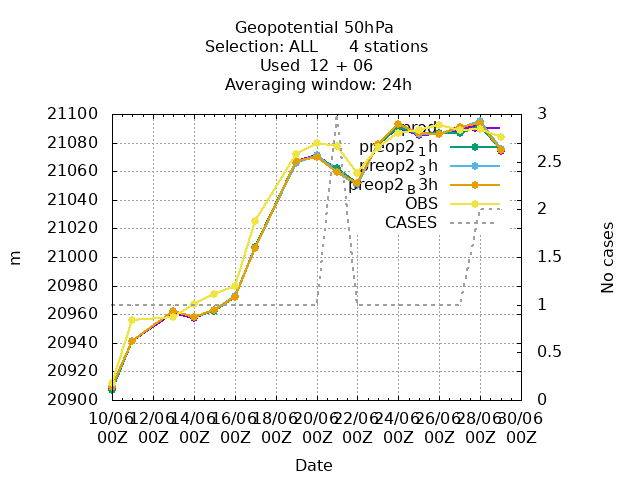 Geopotential 50hPa
Selection: ALL 4 stations
Used 12 + 06
Averaging window: 24h
21100
21080
21060
21040
21020
21000
20980
20960
20940
20920
20900
m
3
2.5
2
1.5
1
0.5
0
No cases
prod
preop2_1h
preop2_3h
preop2_B3h
OBS
CASES
10/06 12/06 14/06 16/06 18/06 20/06 22/06 24/06 26/06 28/06 30/06
00Z 00Z 00Z 00Z 00Z 00Z 00Z 00Z 00Z 00Z 00Z
Date